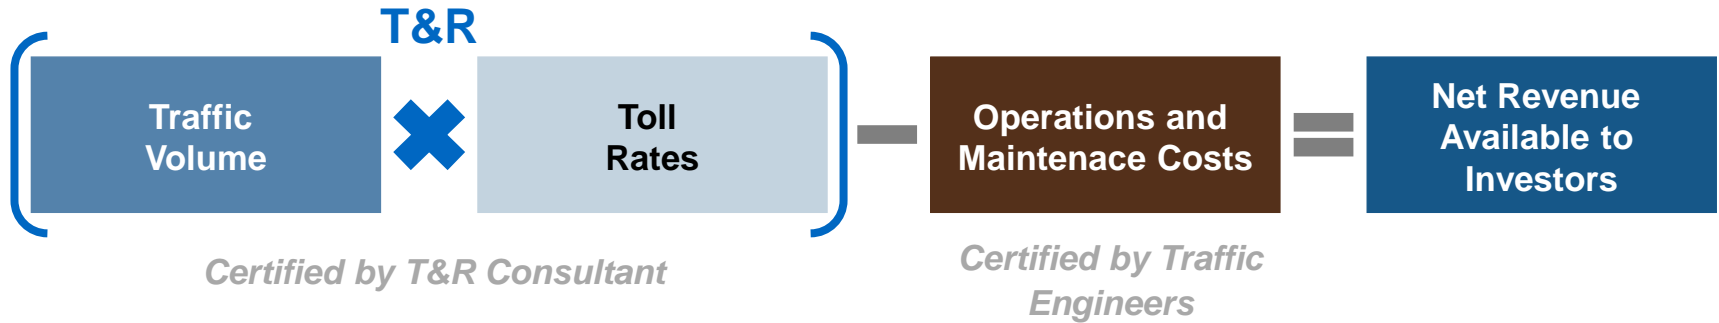 T&R
Traffic
Volume
Toll
Rates
Operations and
Maintenace Costs
Net Revenue
Available to
Investors
Certified by T&R Consultant
Certified by Traffic
Engineers